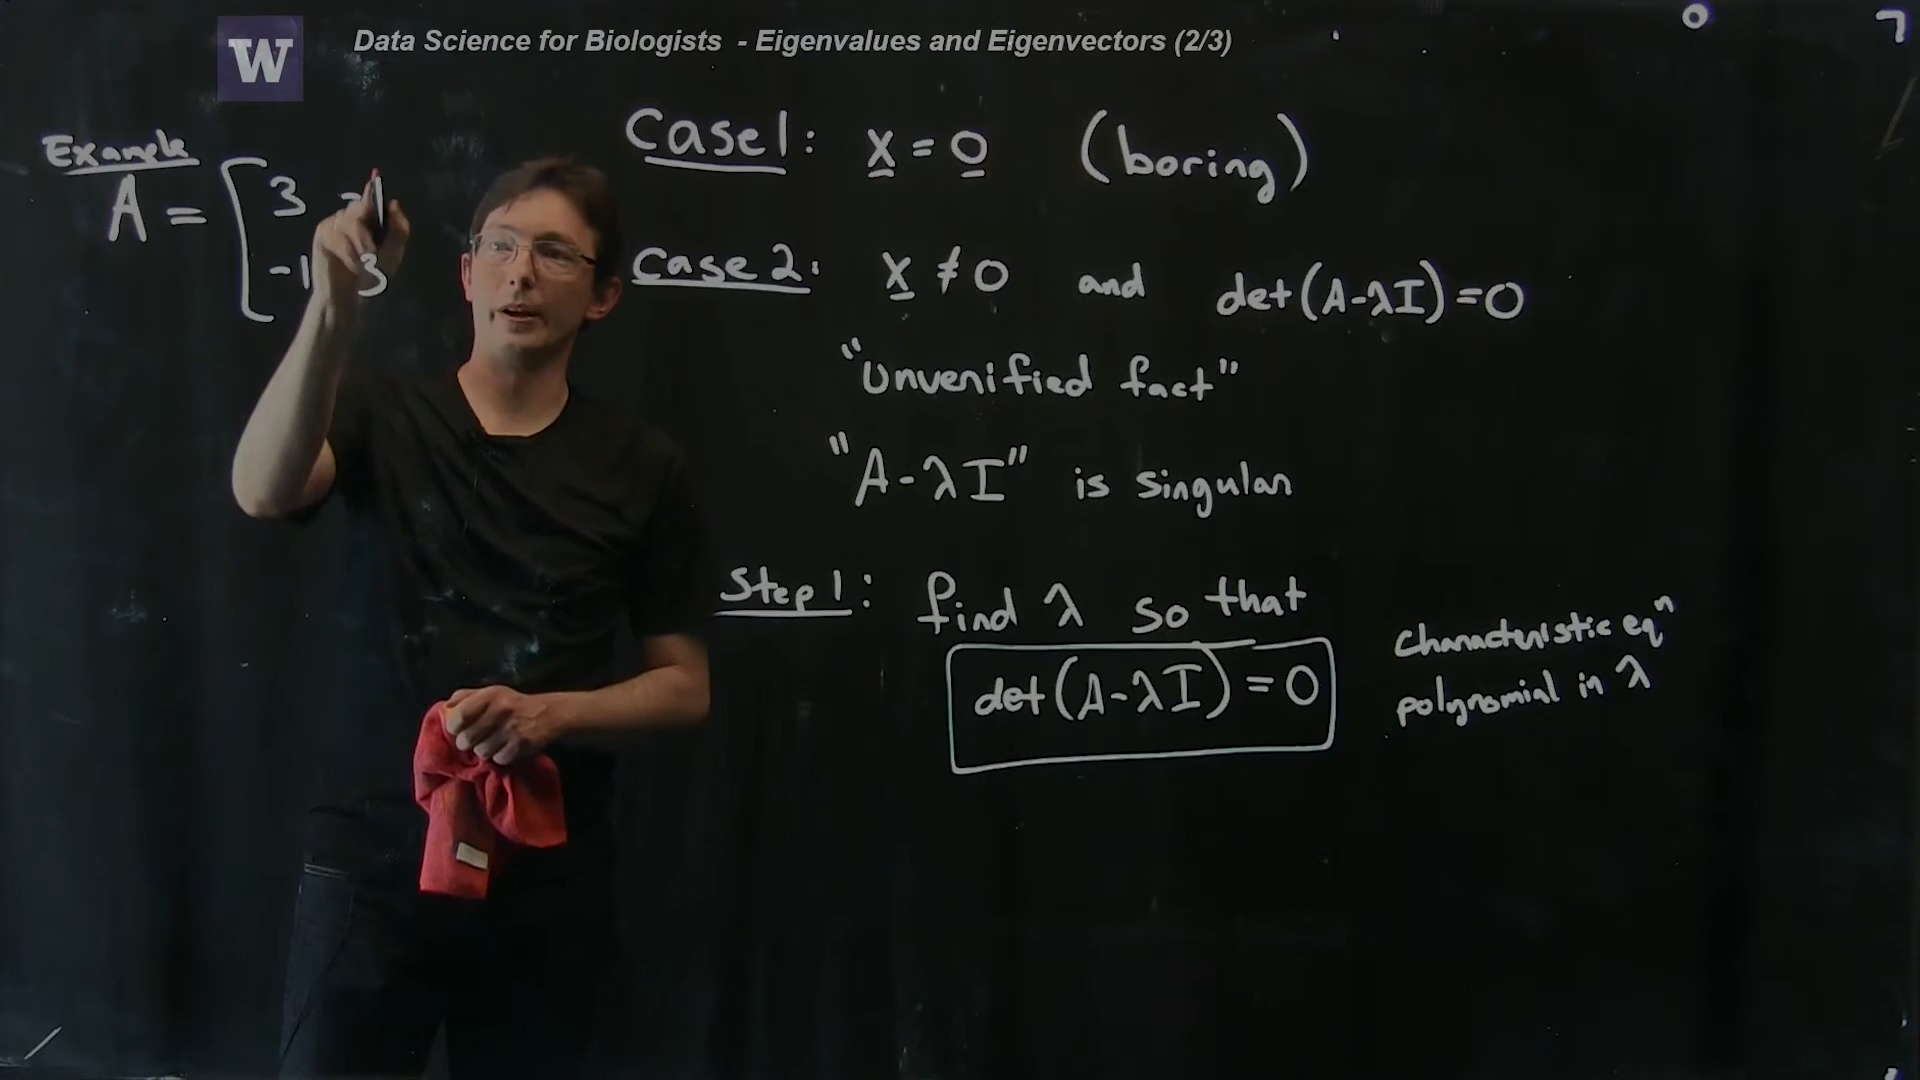 W
Data Science for Biologists - Eigenvalues and Eigenvectors (2/3)
Example
A = [3 -1
-1 3
Case 1: x = 0 (boring)
Case 2: x ≠ 0 and det(A-λI)=0
"Unverified fact"
"A-λI" is singular
Step 1: find λ so that
det(A-λI)=0
characteristic eqⁿ
polynomial in λ